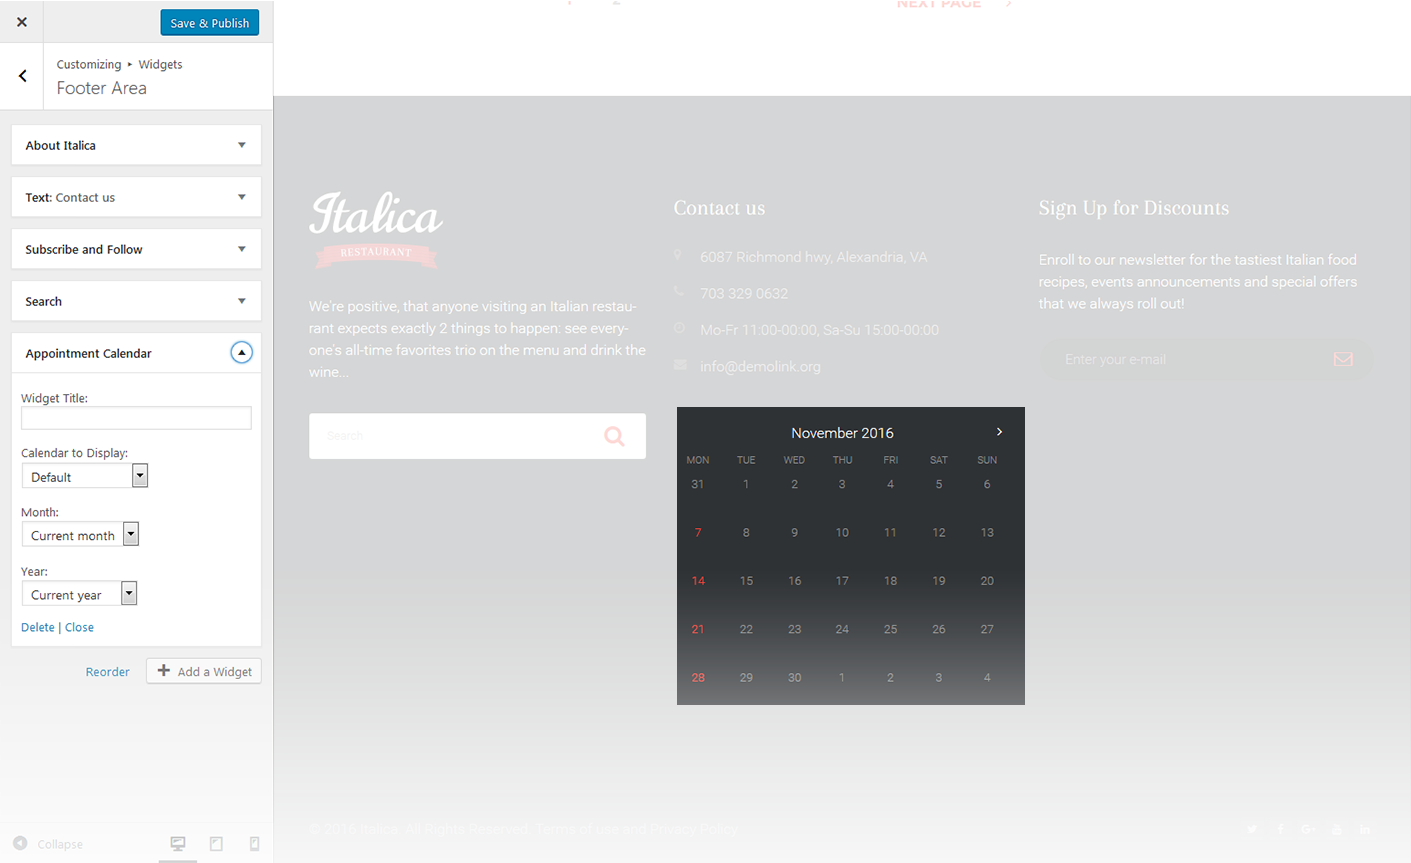 Save & Publish
Customizing ▸ Widgets
Footer Area
About Italica
Text: Contact us
Subscribe and Follow
Search
Appointment Calendar
Widget Title:
Calendar to Display:
Default
Month:
Current month
Year:
Current year
Delete | Close
Reorder
Add a Widget
Collapse
NEXT PAGE
Italica
RESTAURANT
We're positive, that anyone visiting an Italian restau-
rant expects exactly 2 things to happen: see every-
one's all-time favorites trio on the menu and drink the
wine...
Search
Contact us
6087 Richmond hwy, Alexandria, VA
703 329 0632
Mo-Fr 11:00-00:00, Sa-Su 15:00-00:00
info@demolink.org
November 2016
MON TUE WED THU FRI SAT SUN
31 1 2 3 4 5 6
7 8 9 10 11 12 13
14 15 16 17 18 19 20
21 22 23 24 25 26 27
28 29 30 1 2 3 4
Sign Up for Discounts
Enroll to our newsletter for the tastiest Italian food
recipes, events announcements and special offers
that we always roll out!
Enter your e-mail
© 2016 Italica. All Rights Reserved. Terms of use and Privacy Policy